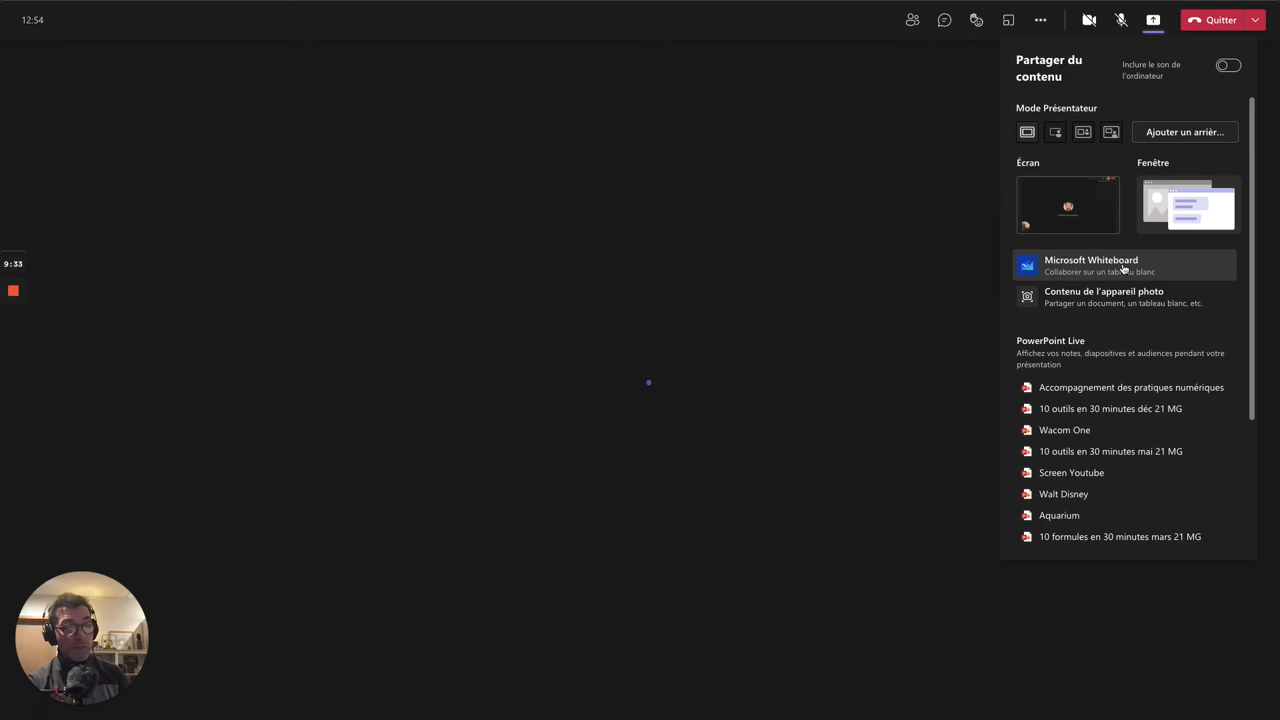 12:54
Quitter
Partager du
contenu
Inclure le son de
l'ordinateur
Mode Présentateur
Ajouter un arrièr...
Écran
Fenêtre
Microsoft Whiteboard
Collaborer sur un tableau blanc
9:33
Contenu de l'appareil photo
Partager un document, un tableau blanc, etc.
PowerPoint Live
Affichez vos notes, diapositives et audiences pendant votre
présentation
Accompagnement des pratiques numériques
10 outils en 30 minutes déc 21 MG
Wacom One
10 outils en 30 minutes mai 21 MG
Screen Youtube
Walt Disney
Aquarium
10 formules en 30 minutes mars 21 MG